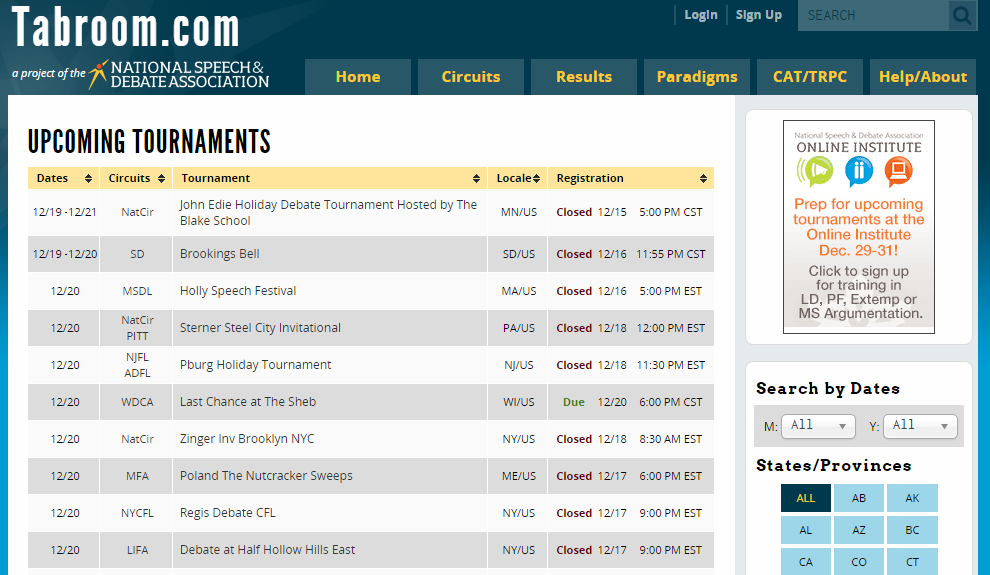 Tabroom.com
Login
Sign Up
SEARCH
a project of the NATIONAL SPEECH & DEBATE ASSOCIATION
Home
Circuits
Results
Paradigms
CAT/TRPC
Help/About
UPCOMING TOURNAMENTS
Dates Circuits Tournament Locale Registration
12/19 -12/21 NatCir John Edie Holiday Debate Tournament Hosted by The Blake School MN/US Closed 12/15 5:00 PM CST
12/19 -12/20 SD Brookings Bell SD/US Closed 12/16 11:55 PM CST
12/20 MSDL Holly Speech Festival MA/US Closed 12/16 5:00 PM EST
12/20 NatCir PITT Sterner Steel City Invitational PA/US Closed 12/18 12:00 PM EST
12/20 NJFL ADFL Pburg Holiday Tournament NJ/US Closed 12/18 11:30 PM EST
12/20 WDCA Last Chance at The Sheb WI/US Due 12/20 6:00 PM CST
12/20 NatCir Zinger Inv Brooklyn NYC NY/US Closed 12/18 8:30 AM EST
12/20 MFA Poland The Nutcracker Sweeps ME/US Closed 12/17 6:00 PM EST
12/20 NYCFL Regis Debate CFL NY/US Closed 12/17 9:00 PM EST
12/20 LIFA Debate at Half Hollow Hills East NY/US Closed 12/17 9:00 PM EST
National Speech & Debate Association
ONLINE INSTITUTE
Prep for upcoming
tournaments at the
Online Institute
Dec. 29-31!
Click to sign up
for training in
LD, PF, Extemp or
MS Argumentation.
Search by Dates
M: All Y: All
States/Provinces
ALL AB AK
AL AZ BC
CA CO CT